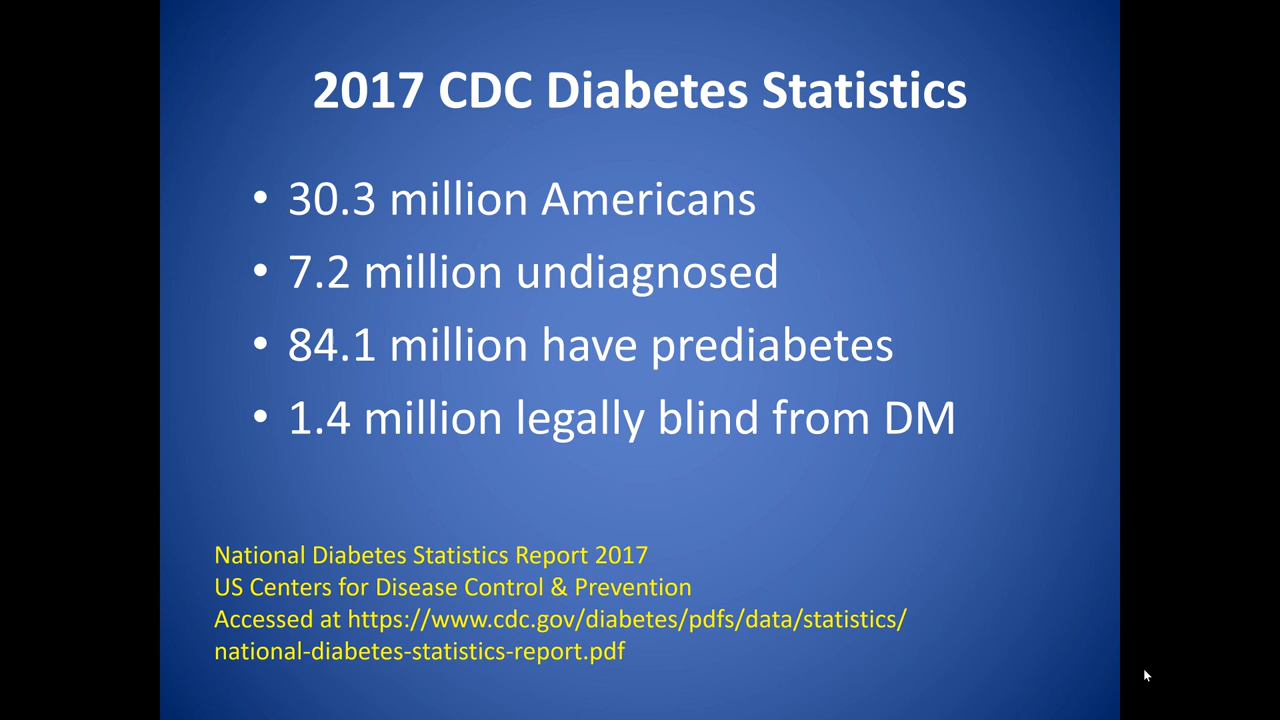 2017 CDC Diabetes Statistics
• 30.3 million Americans
• 7.2 million undiagnosed
• 84.1 million have prediabetes
• 1.4 million legally blind from DM
National Diabetes Statistics Report 2017
US Centers for Disease Control & Prevention
Accessed at https://www.cdc.gov/diabetes/pdfs/data/statistics/
national-diabetes-statistics-report.pdf